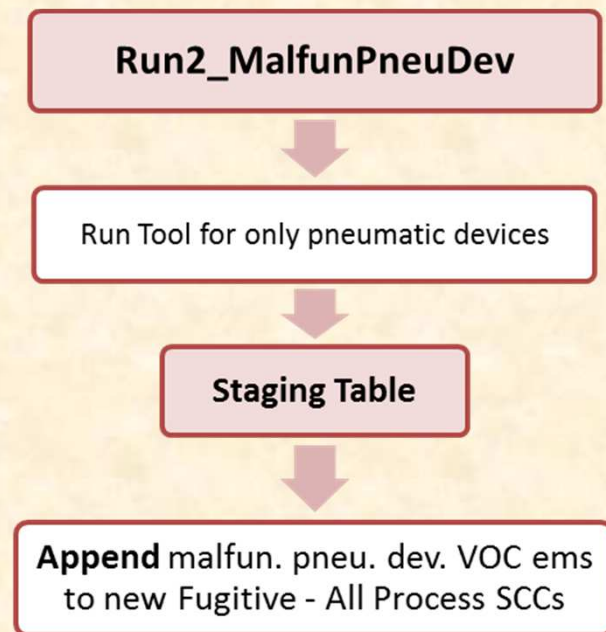 Run2_MalfunPneuDev
Run Tool for only pneumatic devices
Staging Table
Append malfun. pneu. dev. VOC ems
to new Fugitive - All Process SCCs